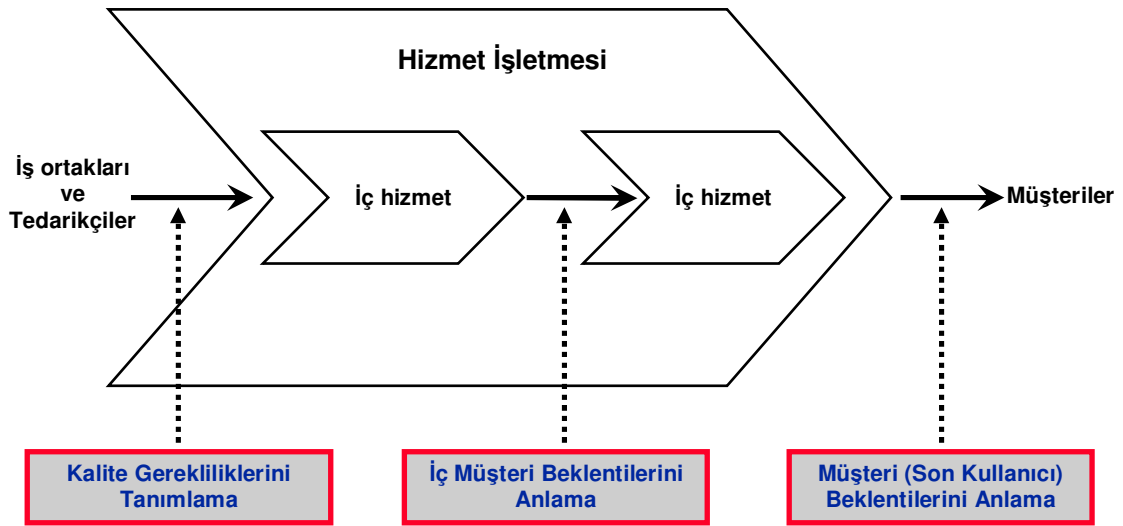 Hizmet İşletmesi
İş ortakları
ve
Tedarikçiler
İç hizmet
İç hizmet
Müşteriler
Kalite Gerekliliklerini
Tanımlama
İç Müşteri Beklentilerini
Anlama
Müşteri (Son Kullanıcı)
Beklentilerini Anlama